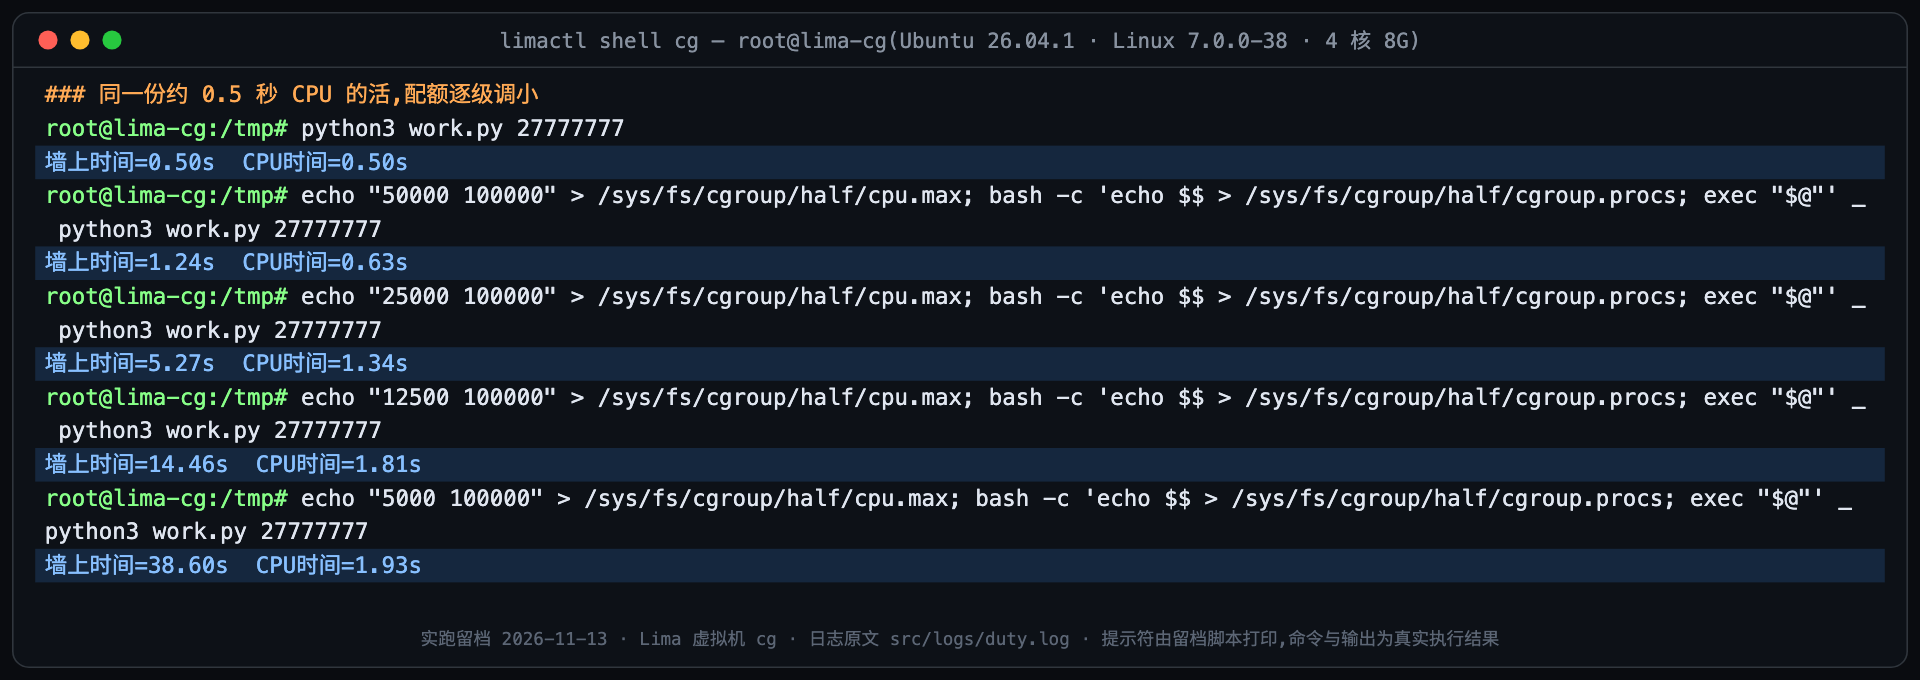 limactl shell cg — root@lima-cg(Ubuntu 26.04.1 · Linux 7.0.0-38 · 4 核 8G)
### 同一份约 0.5 秒 CPU 的活,配额逐级调小
root@lima-cg:/tmp# python3 work.py 27777777
墙上时间=0.50s  CPU时间=0.50s
root@lima-cg:/tmp# echo "50000 100000" > /sys/fs/cgroup/half/cpu.max; bash -c 'echo $$ > /sys/fs/cgroup/half/cgroup.procs; exec "$@"' _
python3 work.py 27777777
墙上时间=1.24s  CPU时间=0.63s
root@lima-cg:/tmp# echo "25000 100000" > /sys/fs/cgroup/half/cpu.max; bash -c 'echo $$ > /sys/fs/cgroup/half/cgroup.procs; exec "$@"' _
python3 work.py 27777777
墙上时间=5.27s  CPU时间=1.34s
root@lima-cg:/tmp# echo "12500 100000" > /sys/fs/cgroup/half/cpu.max; bash -c 'echo $$ > /sys/fs/cgroup/half/cgroup.procs; exec "$@"' _
python3 work.py 27777777
墙上时间=14.46s  CPU时间=1.81s
root@lima-cg:/tmp# echo "5000 100000" > /sys/fs/cgroup/half/cpu.max; bash -c 'echo $$ > /sys/fs/cgroup/half/cgroup.procs; exec "$@"' _
python3 work.py 27777777
墙上时间=38.60s  CPU时间=1.93s
实跑留档 2026-11-13 · Lima 虚拟机 cg · 日志原文 src/logs/duty.log · 提示符由留档脚本打印,命令与输出为真实执行结果